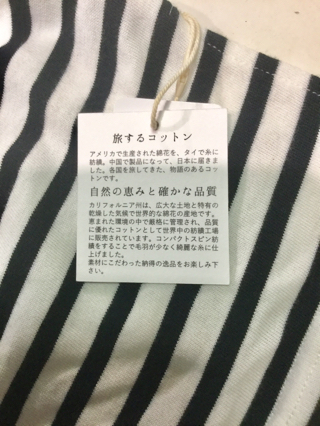 旅するコットン
アメリカで生産された綿花を、タイで糸に
紡績。中国で製品になって、日本に届きま
した。各国を旅してきた、物語のあるコッ
トンです。
自然の恵みと確かな品質
カリフォルニア州は、広大な土地と特有の
乾燥した気候で世界的な綿花の産地です。
恵まれた環境の中で厳格に管理され、品質
に優れたコットンとして世界中の紡績工場
に販売されています。コンパクトスピン紡
績をすることで毛羽が少なく綺麗な糸に仕
上げました。
素材にこだわった納得の逸品をお楽しみ下
さい。